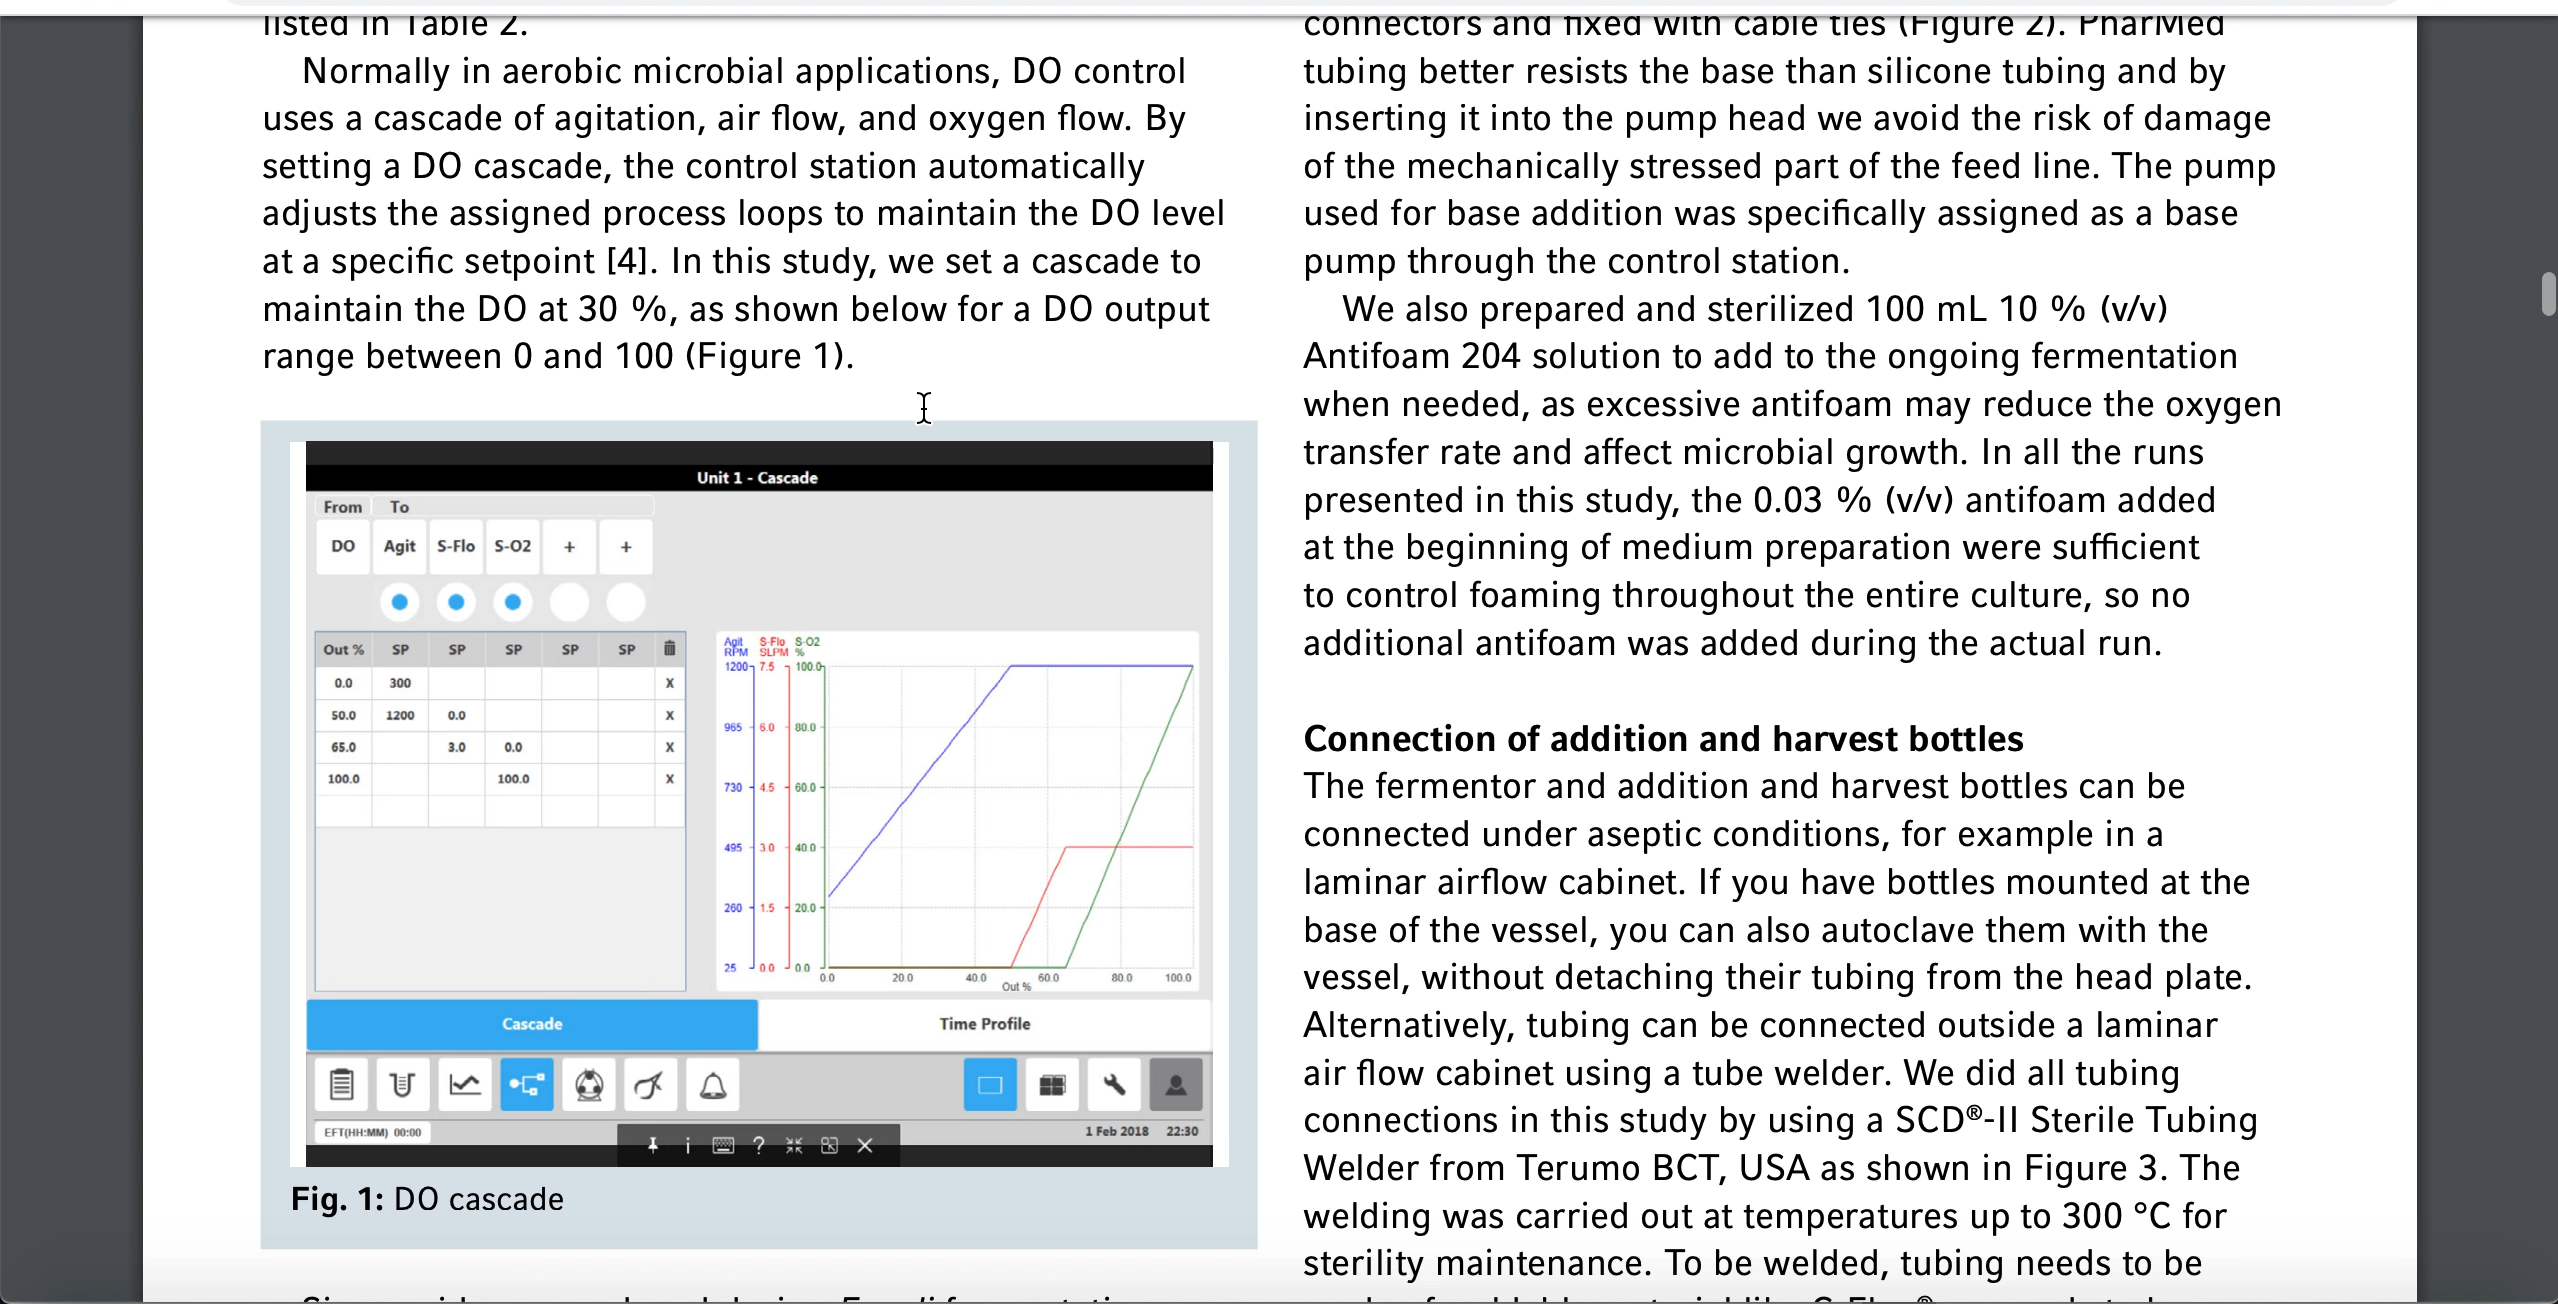 listed in Table 2.
Normally in aerobic microbial applications, DO control
uses a cascade of agitation, air flow, and oxygen flow. By
setting a DO cascade, the control station automatically
adjusts the assigned process loops to maintain the DO level
at a specific setpoint [4]. In this study, we set a cascade to
maintain the DO at 30 %, as shown below for a DO output
range between 0 and 100 (Figure 1).
Unit 1 - Cascade
From To
DO Agit S-Flo S-O2 + +
Out % SP SP SP SP SP
0.0 300 X
50.0 1200 0.0 X
65.0 3.0 0.0 X
100.0 100.0 X
Agit S-Flo S-O2
RPM SLPM %
1200 7.5 100.0
965 6.0 80.0
730 4.5 60.0
495 3.0 40.0
260 1.5 20.0
25 0.0 0.0
0.0 20.0 40.0 60.0 80.0 100.0
Out %
Cascade Time Profile
EFT(HH:MM) 00:00
1 Feb 2018 22:30
Fig. 1: DO cascade
connectors and fixed with cable ties (Figure 2). PharMed
tubing better resists the base than silicone tubing and by
inserting it into the pump head we avoid the risk of damage
of the mechanically stressed part of the feed line. The pump
used for base addition was specifically assigned as a base
pump through the control station.
We also prepared and sterilized 100 mL 10 % (v/v)
Antifoam 204 solution to add to the ongoing fermentation
when needed, as excessive antifoam may reduce the oxygen
transfer rate and affect microbial growth. In all the runs
presented in this study, the 0.03 % (v/v) antifoam added
at the beginning of medium preparation were sufficient
to control foaming throughout the entire culture, so no
additional antifoam was added during the actual run.
Connection of addition and harvest bottles
The fermentor and addition and harvest bottles can be
connected under aseptic conditions, for example in a
laminar airflow cabinet. If you have bottles mounted at the
base of the vessel, you can also autoclave them with the
vessel, without detaching their tubing from the head plate.
Alternatively, tubing can be connected outside a laminar
air flow cabinet using a tube welder. We did all tubing
connections in this study by using a SCD®-II Sterile Tubing
Welder from Terumo BCT, USA as shown in Figure 3. The
welding was carried out at temperatures up to 300 °C for
sterility maintenance. To be welded, tubing needs to be